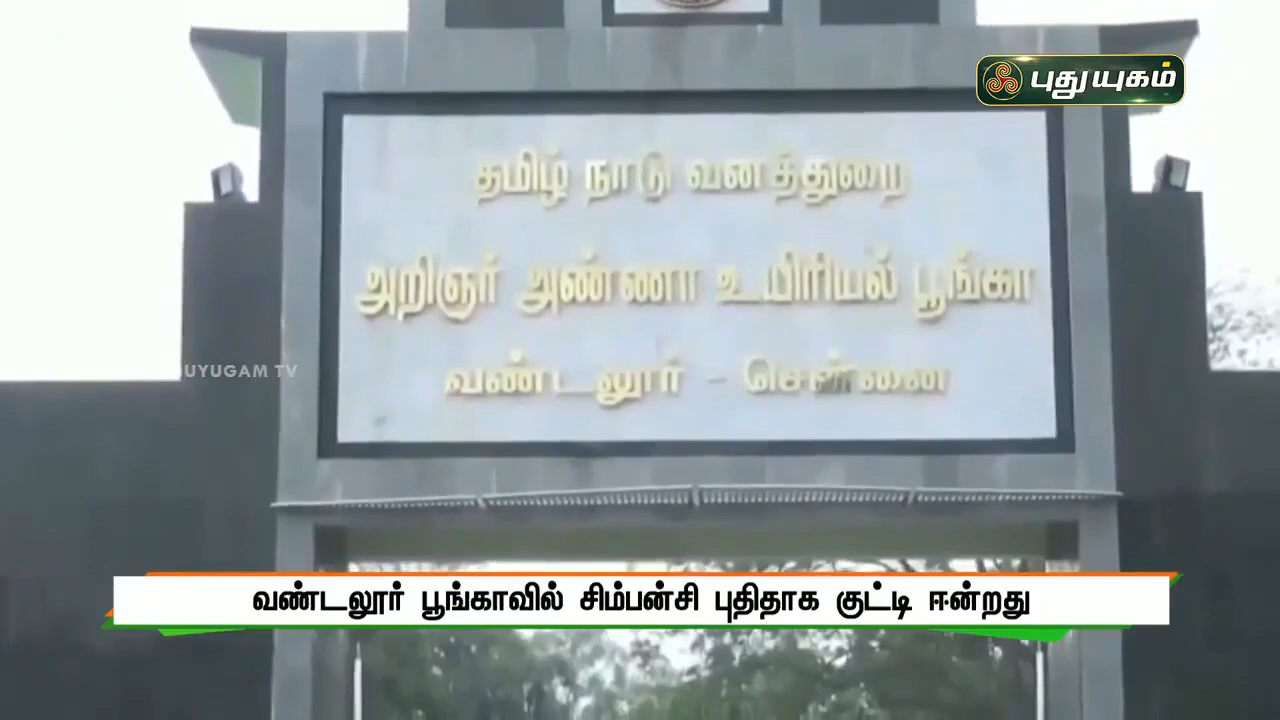 புதுயுகம்
தமிழ் நாடு வனத்துறை
அறிஞர் அண்ணா உயிரியல் பூங்கா
வண்டலூர் - சென்னை
UYUGAM TV
வண்டலூர் பூங்காவில் சிம்பன்சி புதிதாக குட்டி ஈன்றது